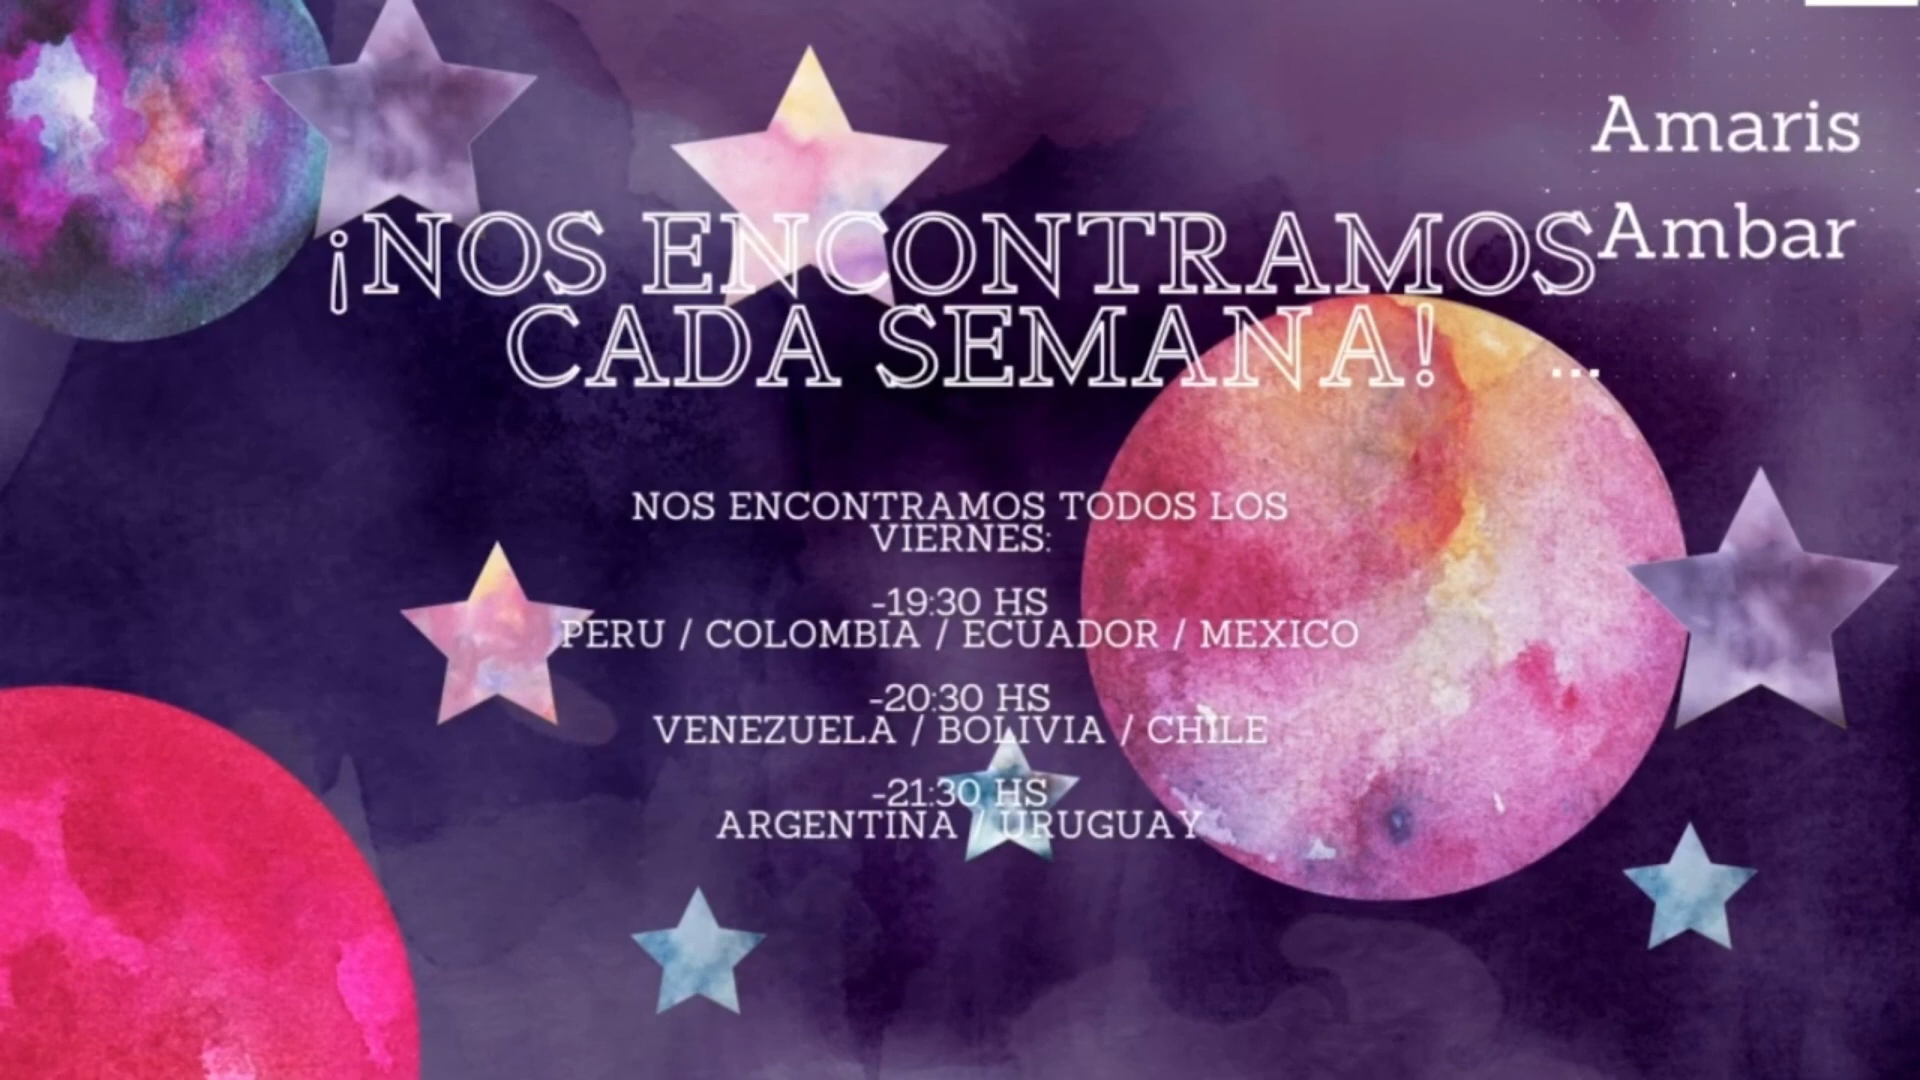 Amaris
Ambar
¡NOS ENCONTRAMOS
CADA SEMANA!
...
NOS ENCONTRAMOS TODOS LOS
VIERNES:
-19:30 HS
PERU / COLOMBIA / ECUADOR / MEXICO
-20:30 HS
VENEZUELA / BOLIVIA / CHILE
-21:30 HS
ARGENTINA / URUGUAY